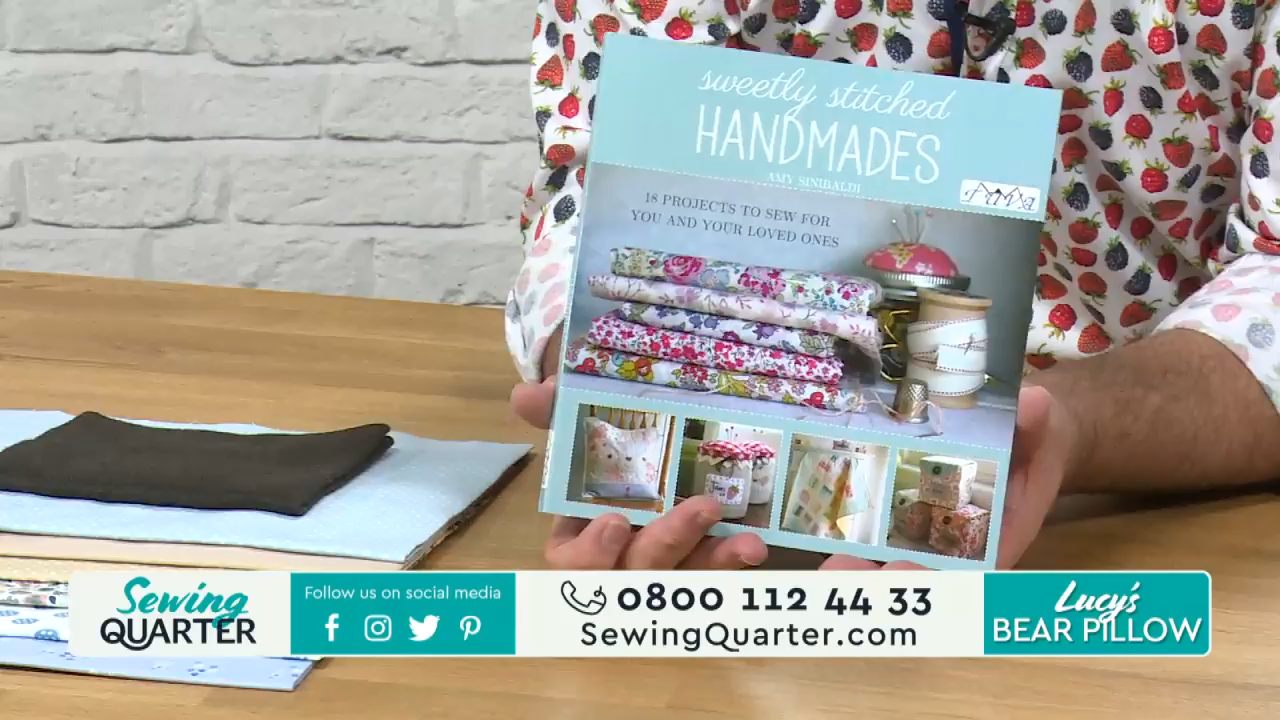 sweetly stitched
HANDMADES
AMY SINIBALDI
18 PROJECTS TO SEW FOR
YOU AND YOUR LOVED ONES
Sewing
QUARTER
Follow us on social media
0800 112 44 33
SewingQuarter.com
Lucy's
BEAR PILLOW